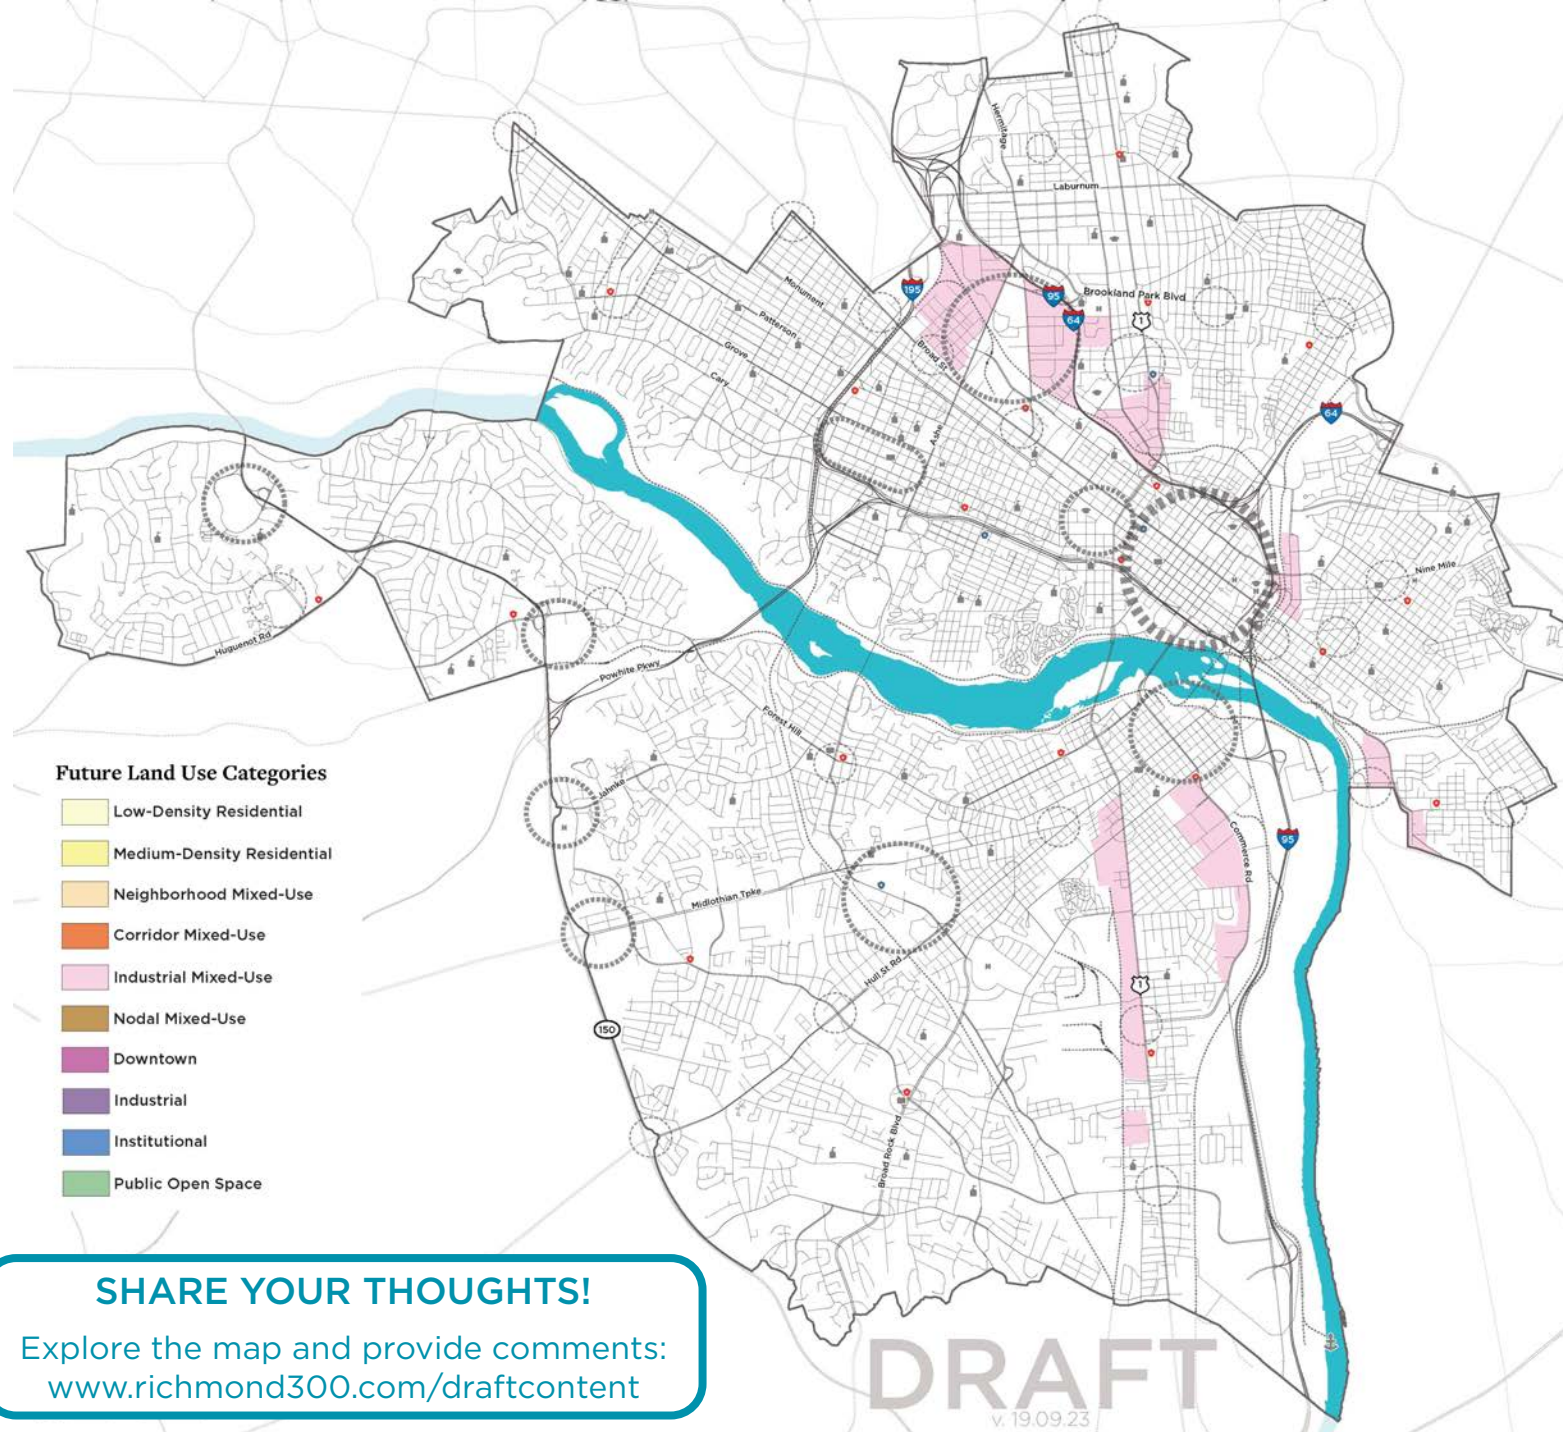 Hermitage
Laburnum
195
95
64
Brookland Park Blvd
1
Monument
Patterson
Grove
Cary
Broad St
Ashe
64
Nine Mile
Huguenot Rd
Powhite Pkwy
Forest Hill
Jahnke
Midlothian Tpke
Hull St Rd
Commerce Rd
95
1
150
Broad Rock Blvd
Future Land Use Categories
Low-Density Residential
Medium-Density Residential
Neighborhood Mixed-Use
Corridor Mixed-Use
Industrial Mixed-Use
Nodal Mixed-Use
Downtown
Industrial
Institutional
Public Open Space
SHARE YOUR THOUGHTS!
Explore the map and provide comments:
www.richmond300.com/draftcontent
DRAFT
v. 19.09.23